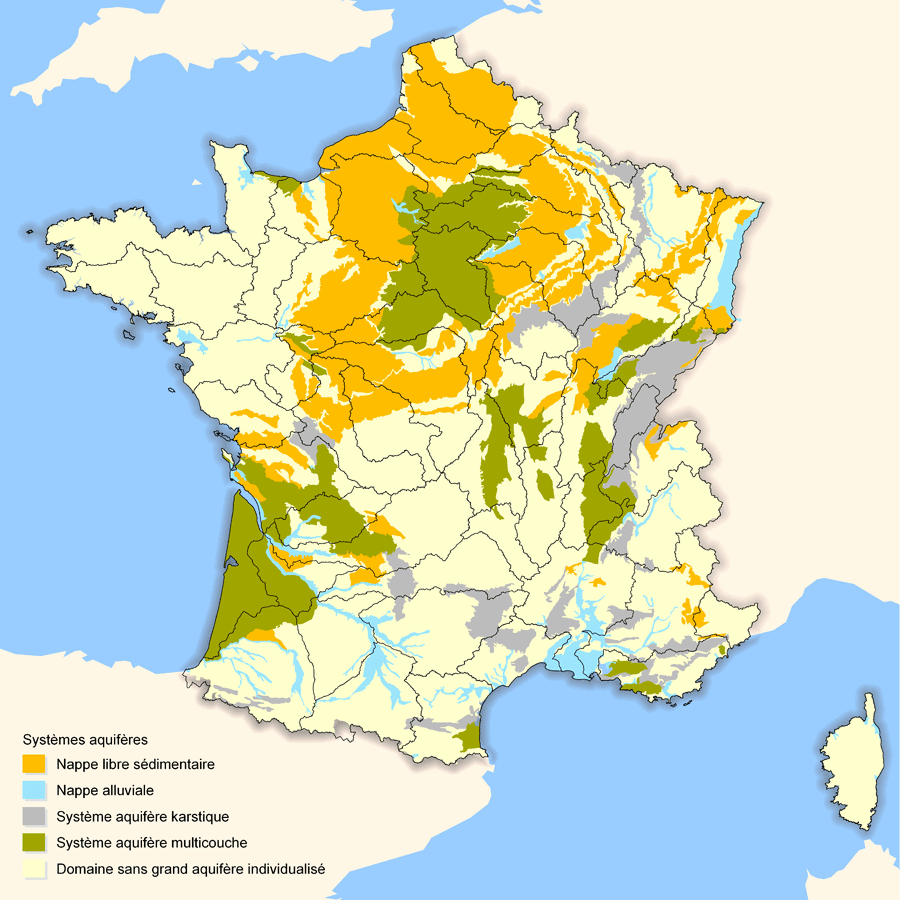 Systèmes aquifères
Nappe libre sédimentaire
Nappe alluviale
Système aquifère karstique
Système aquifère multicouche
Domaine sans grand aquifère individualisé